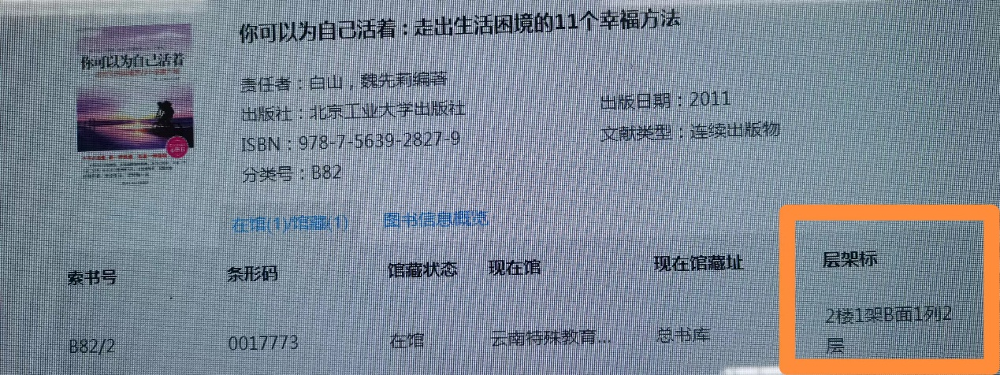 你可以为自己活着：走出生活困境的11个幸福方法
你可以为自己活着
责任者：白山，魏先莉编著
出版社：北京工业大学出版社
出版日期：2011
ISBN：978-7-5639-2827-9
文献类型：连续出版物
分类号：B82
在馆(1)/馆藏(1) 图书信息概览
索书号 条形码 馆藏状态 现在馆 现在馆藏址 层架标
B82/2 0017773 在馆 云南特殊教育... 总书库 2楼1架B面1列2
层